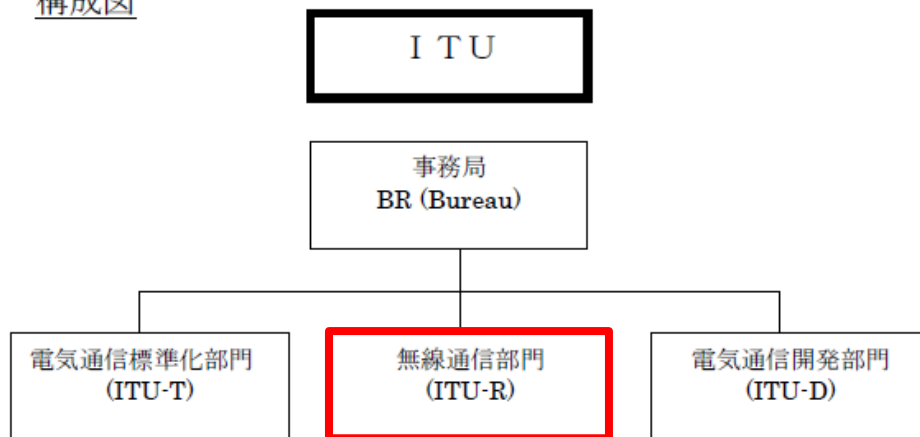 構成図
ＩＴＵ
事務局
BR (Bureau)
電気通信標準化部門
(ITU-T)
無線通信部門
(ITU-R)
電気通信開発部門
(ITU-D)